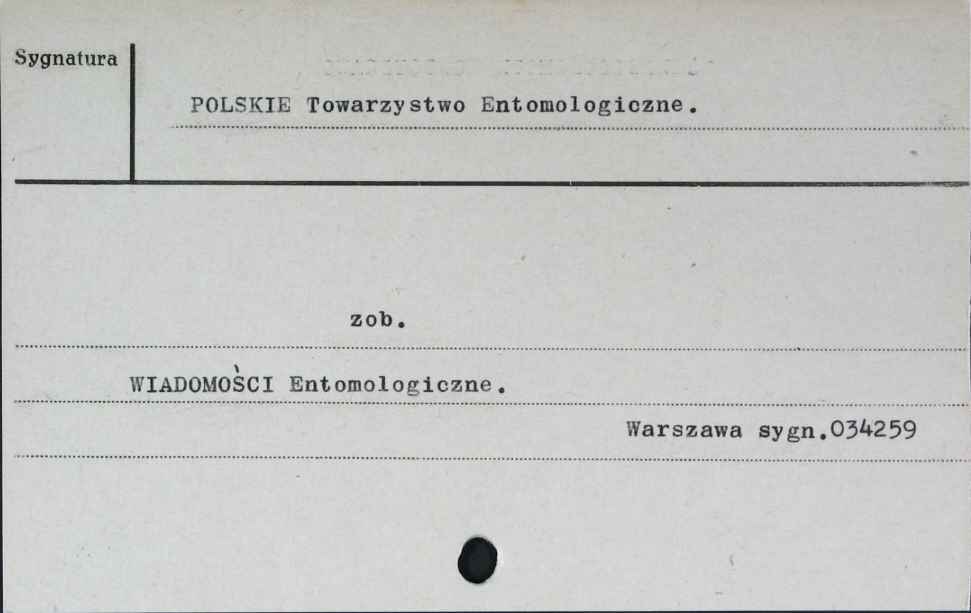 Sygnatura
POLSKIE Towarzystwo Entomologiczne.
zob.
WIADOMOŚCI Entomologiczne.
Warszawa sygn.034259